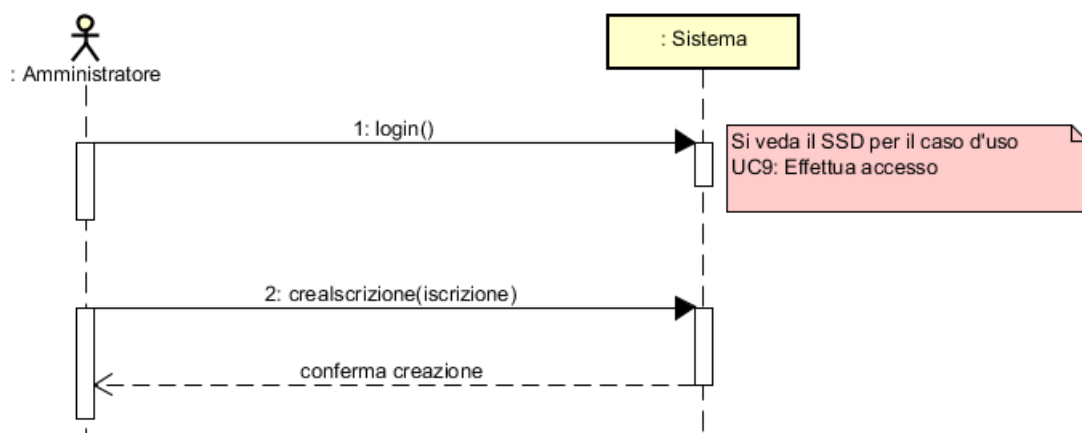 : Amministratore
: Sistema
1: login()
Si veda il SSD per il caso d'uso
UC9: Effettua accesso
2: creaIscrizione(iscrizione)
conferma creazione